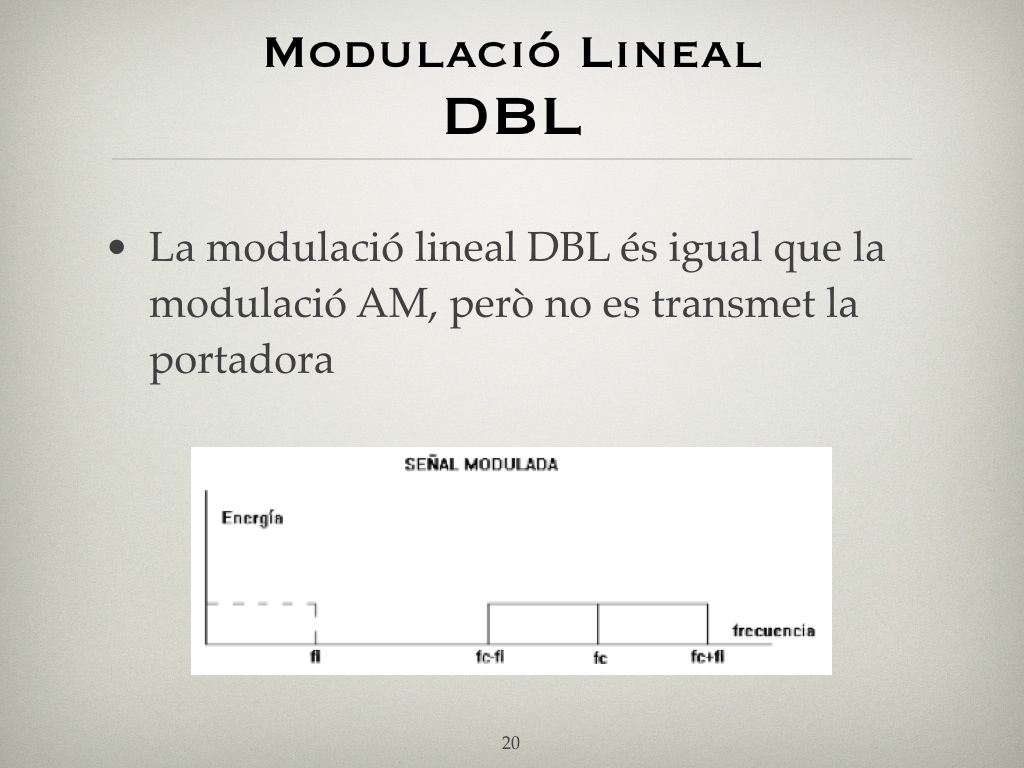 Modulació Lineal
DBL
• La modulació lineal DBL és igual que la
modulació AM, però no es transmet la
portadora
SEÑAL MODULADA
Energía
frecuencia
fl
fc-fl
fc
fc+fl
20